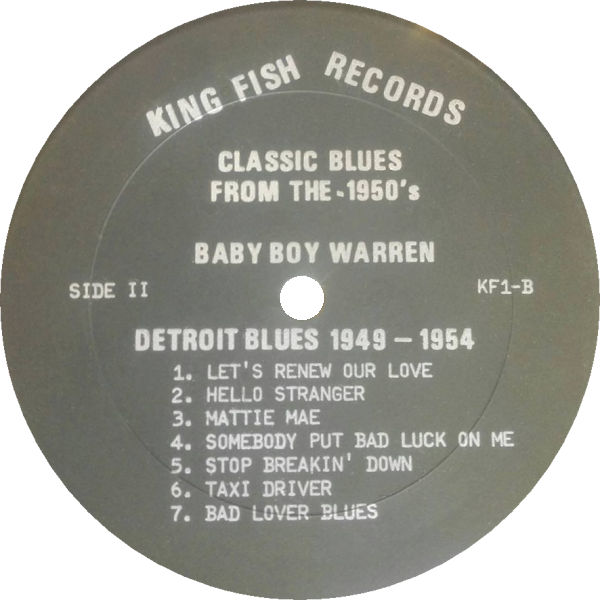 KING FISH RECORDS
CLASSIC BLUES
FROM THE-1950's
BABY BOY WARREN
SIDE II
KF1-B
DETROIT BLUES 1949 – 1954
1. LET'S RENEW OUR LOVE
2. HELLO STRANGER
3. MATTIE MAE
4. SOMEBODY PUT BAD LUCK ON ME
5. STOP BREAKIN' DOWN
6. TAXI DRIVER
7. BAD LOVER BLUES